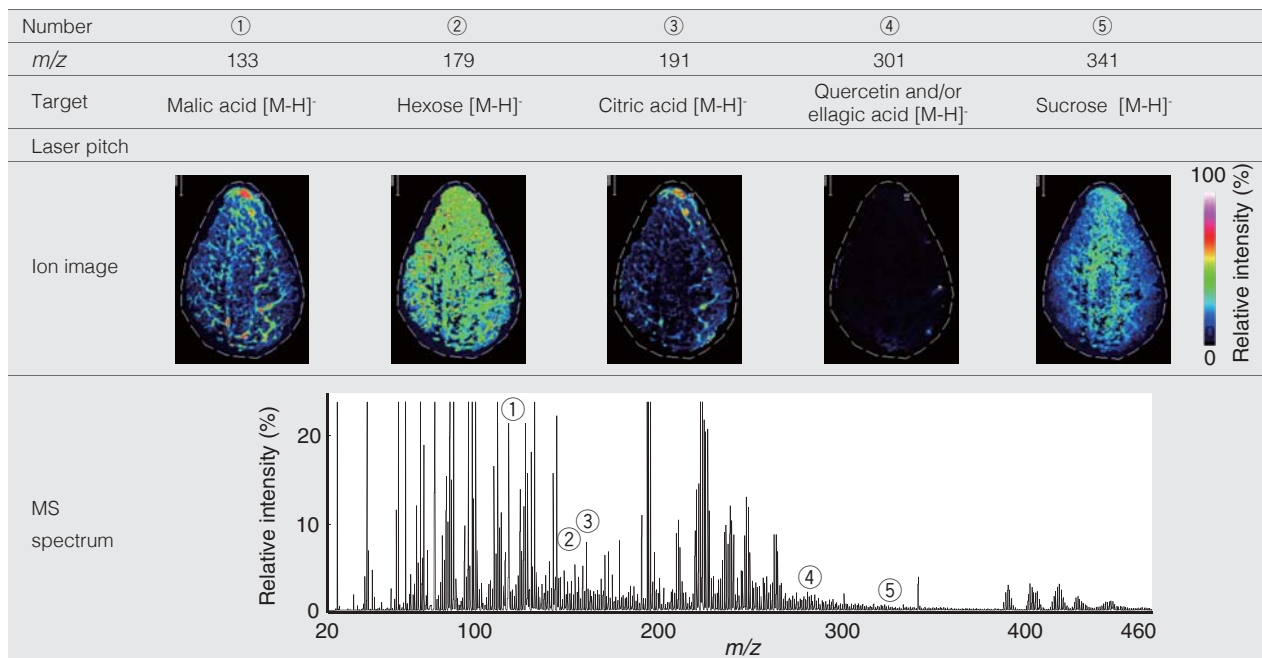 Number ① ② ③ ④ ⑤
m/z 133 179 191 301 341
Target Malic acid [M-H]- Hexose [M-H]- Citric acid [M-H]- Quercetin and/or ellagic acid [M-H]- Sucrose [M-H]-
Laser pitch
Ion image
100
0
Relative intensity (%)
MS
spectrum
Relative intensity (%)
20
10
0
① ② ③ ④ ⑤
20 100 200 300 400 460
m/z